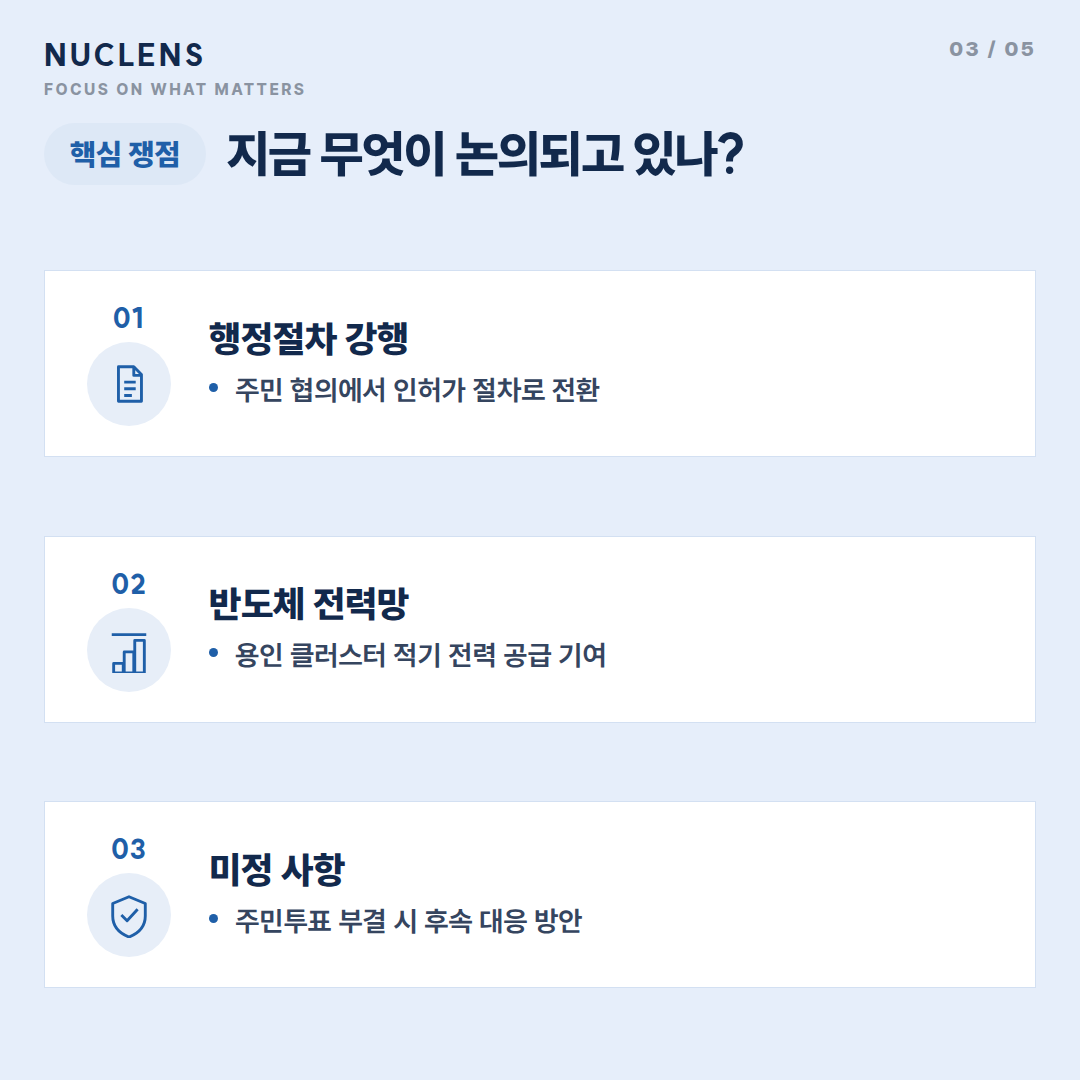 NUCLENS
03 / 05
FOCUS ON WHAT MATTERS
핵심 쟁점
지금 무엇이 논의되고 있나?
01
행정절차 강행
• 주민 협의에서 인허가 절차로 전환
02
반도체 전력망
• 용인 클러스터 적기 전력 공급 기여
03
미정 사항
• 주민투표 부결 시 후속 대응 방안